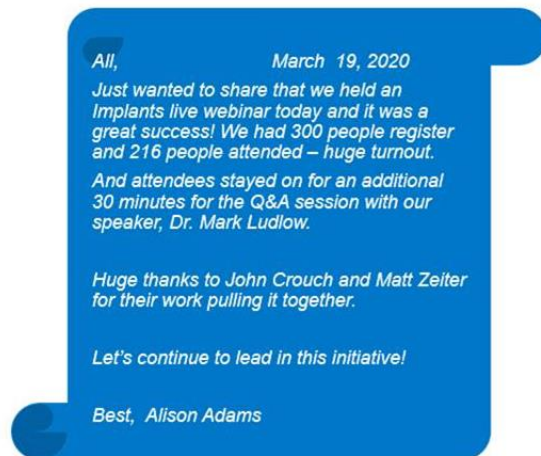 All, March 19, 2020
Just wanted to share that we held an
Implants live webinar today and it was a
great success! We had 300 people register
and 216 people attended – huge turnout.
And attendees stayed on for an additional
30 minutes for the Q&A session with our
speaker, Dr. Mark Ludlow.
Huge thanks to John Crouch and Matt Zeiter
for their work pulling it together.
Let's continue to lead in this initiative!
Best, Alison Adams